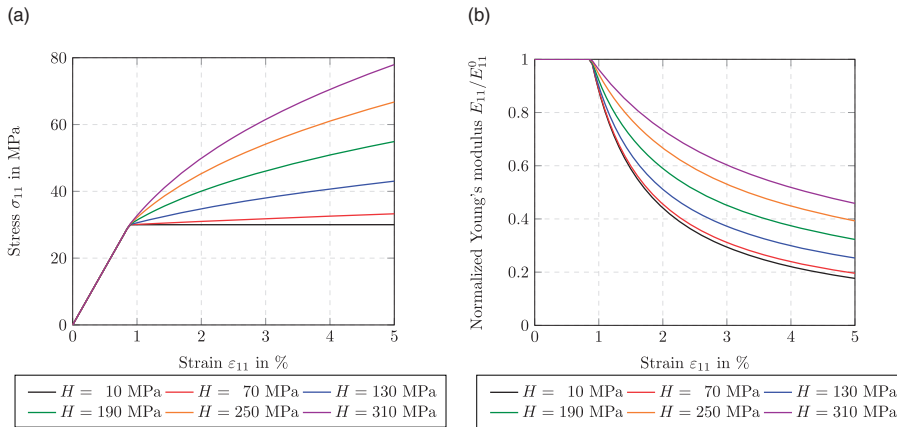 (a)
80
60
40
20
0
0 1 2 3 4 5
Stress σ₁₁ in MPa
Strain ε₁₁ in %
H = 10 MPa H = 70 MPa H = 130 MPa
H = 190 MPa H = 250 MPa H = 310 MPa
(b)
1
0.8
0.6
0.4
0.2
0
0 1 2 3 4 5
Normalized Young's modulus E₁₁/E⁰₁₁
Strain ε₁₁ in %
H = 10 MPa H = 70 MPa H = 130 MPa
H = 190 MPa H = 250 MPa H = 310 MPa